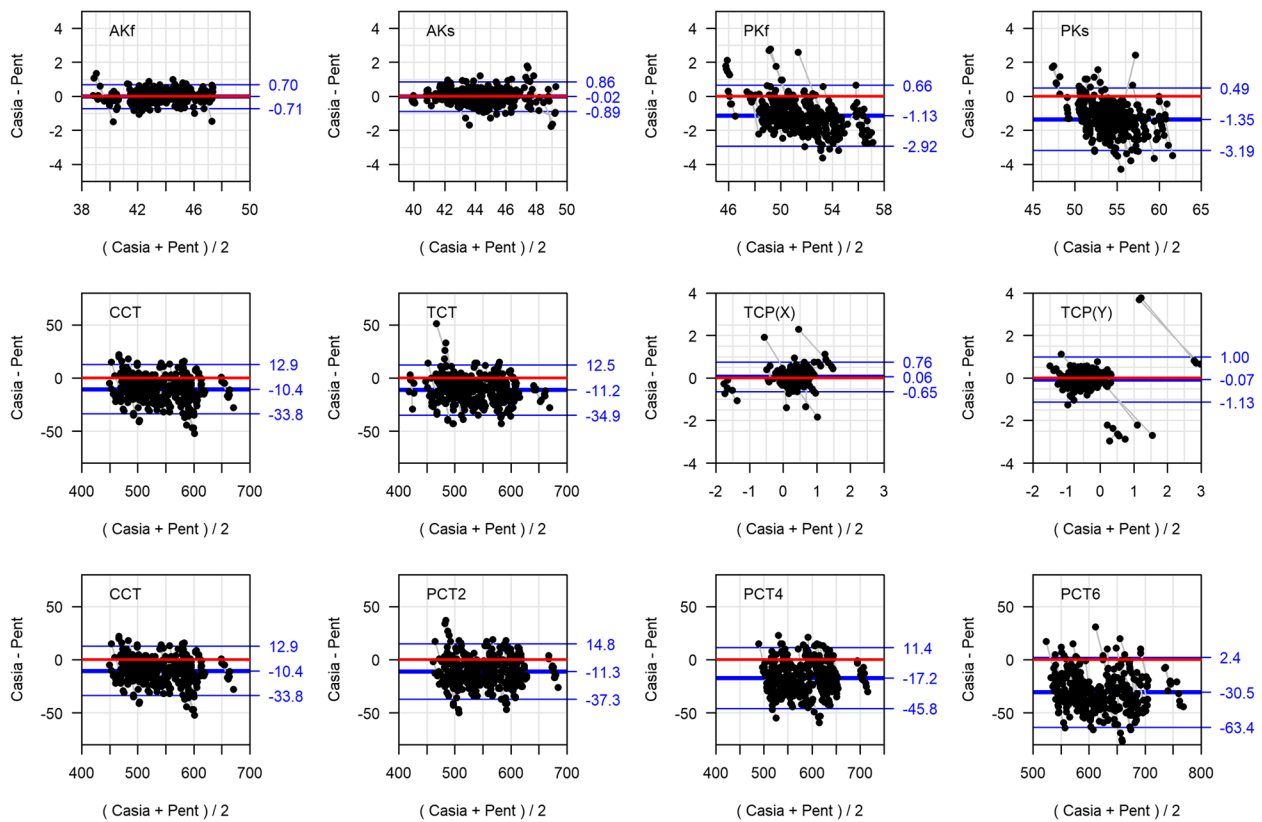 AKf
Casia - Pent
4
2
0
-2
-4
0.70
-0.71
38 42 46 50
( Casia + Pent ) / 2
AKs
Casia - Pent
4
2
0
-2
-4
0.86
-0.02
-0.89
40 42 44 46 48 50
( Casia + Pent ) / 2
PKf
Casia - Pent
4
2
0
-2
-4
0.66
-1.13
-2.92
46 50 54 58
( Casia + Pent ) / 2
PKs
Casia - Pent
4
2
0
-2
-4
0.49
-1.35
-3.19
45 50 55 60 65
( Casia + Pent ) / 2
CCT
Casia - Pent
50
0
-50
12.9
-10.4
-33.8
400 500 600 700
( Casia + Pent ) / 2
TCT
Casia - Pent
50
0
-50
12.5
-11.2
-34.9
400 500 600 700
( Casia + Pent ) / 2
TCP(X)
Casia - Pent
4
2
0
-2
-4
0.76
0.06
-0.65
-2 -1 0 1 2 3
( Casia + Pent ) / 2
TCP(Y)
Casia - Pent
4
2
0
-2
-4
1.00
-0.07
-1.13
-2 -1 0 1 2 3
( Casia + Pent ) / 2
CCT
Casia - Pent
50
0
-50
12.9
-10.4
-33.8
400 500 600 700
( Casia + Pent ) / 2
PCT2
Casia - Pent
50
0
-50
14.8
-11.3
-37.3
400 500 600 700
( Casia + Pent ) / 2
PCT4
Casia - Pent
50
0
-50
11.4
-17.2
-45.8
400 500 600 700
( Casia + Pent ) / 2
PCT6
Casia - Pent
50
0
-50
2.4
-30.5
-63.4
500 600 700 800
( Casia + Pent ) / 2